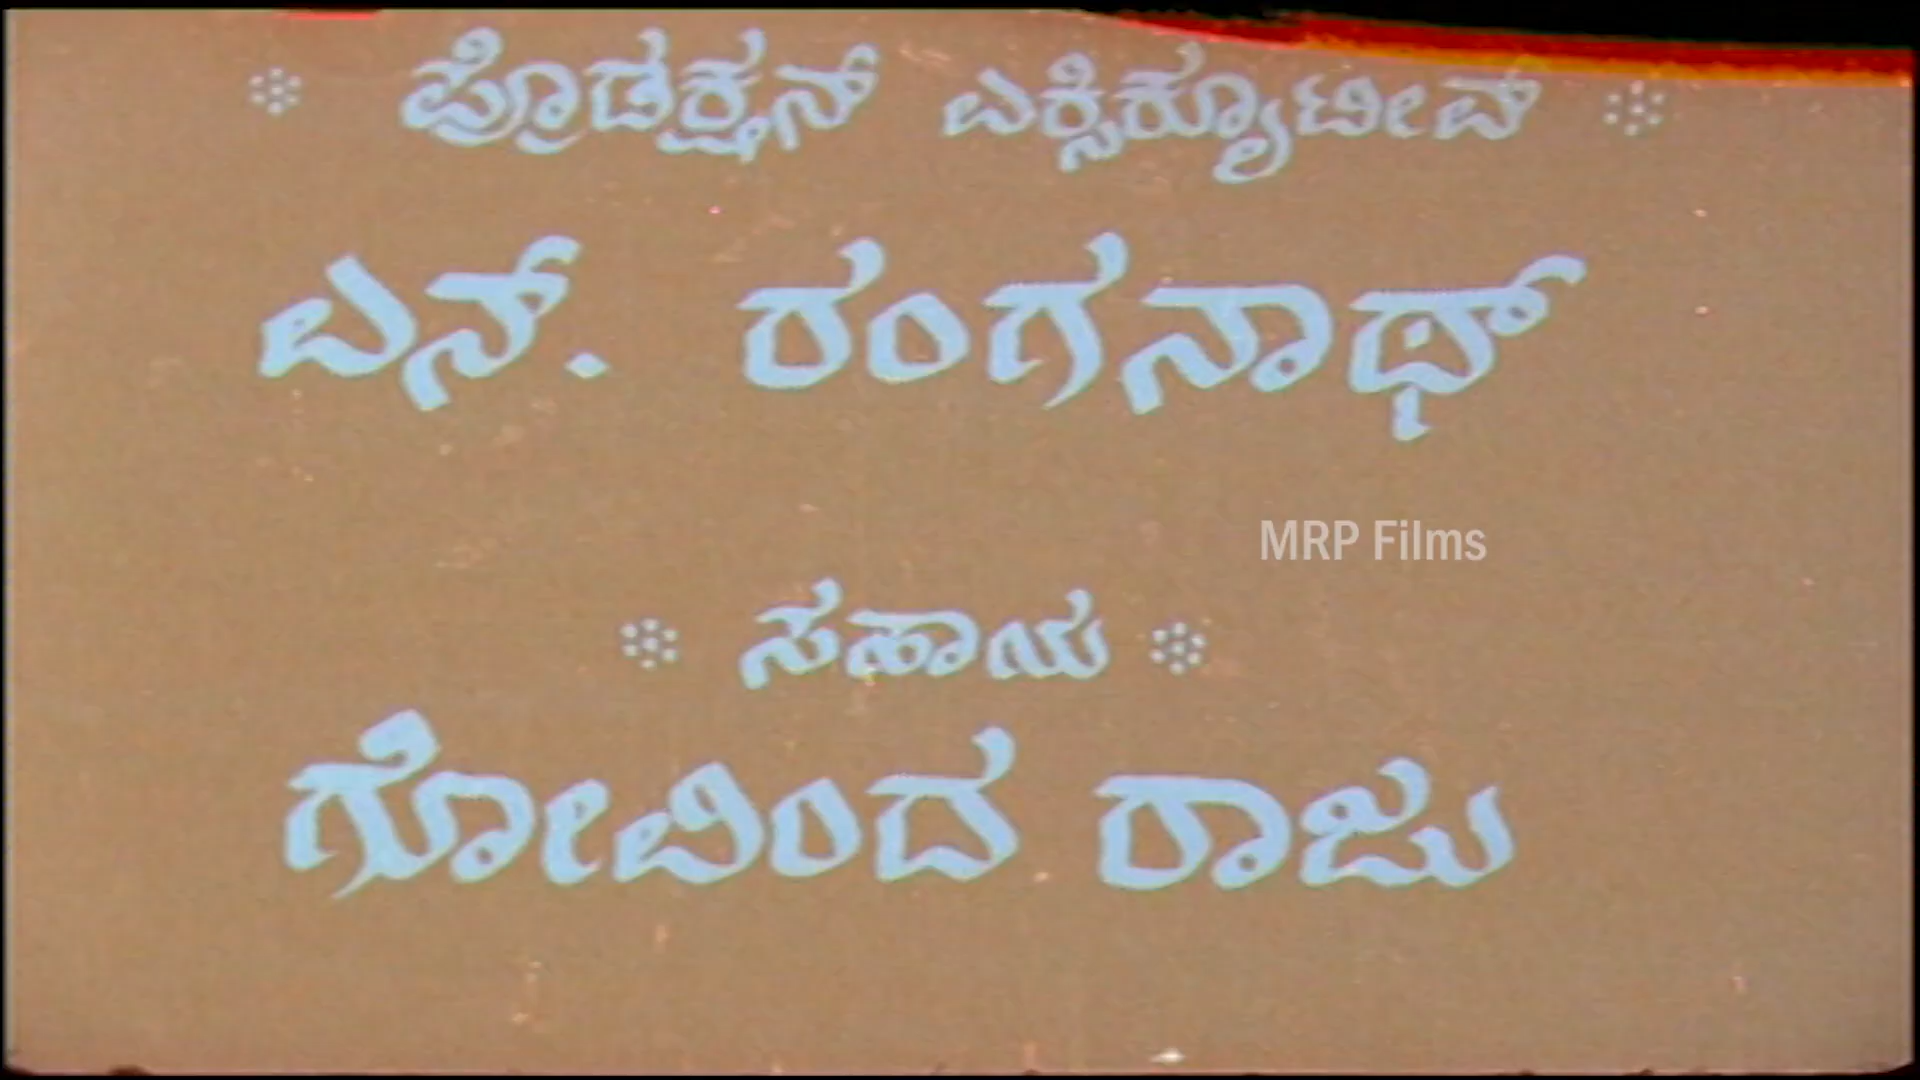 ಪ್ರೊಡಕ್ಷನ್ ಎಕ್ಸಿಕ್ಯೂಟೀವ್
ಎನ್. ರಂಗನಾಥ್
MRP Films
ಸಹಾಯ
ಗೋವಿಂದ ರಾಜು